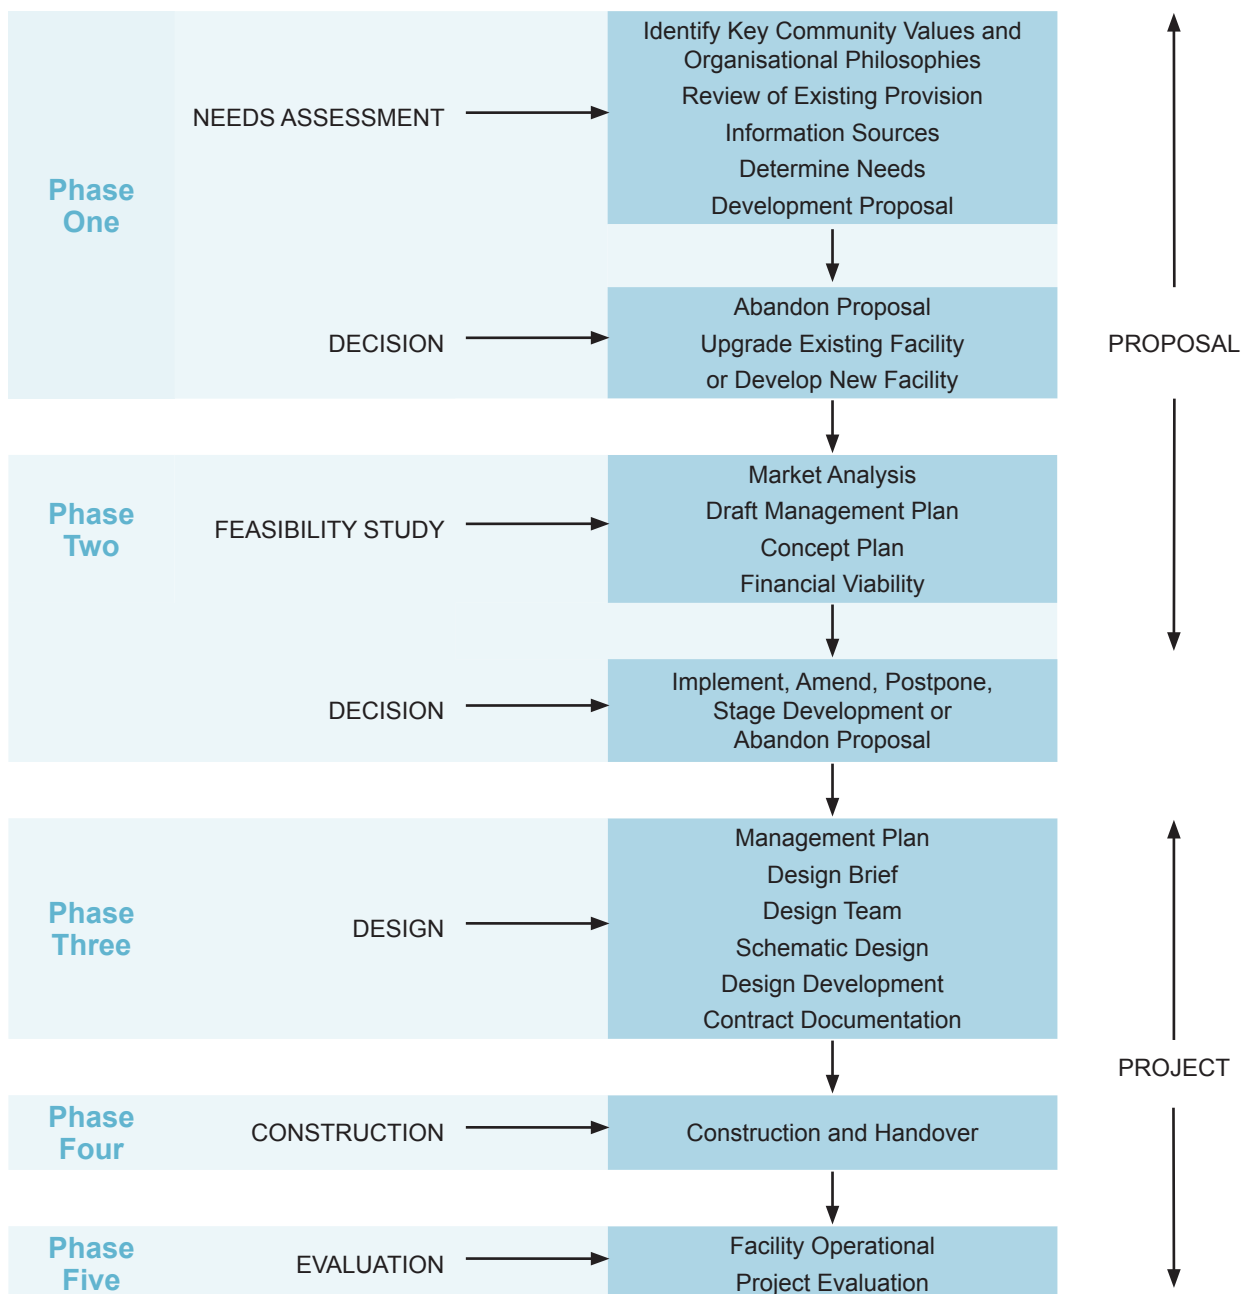 Phase
One
NEEDS ASSESSMENT
Identify Key Community Values and
Organisational Philosophies
Review of Existing Provision
Information Sources
Determine Needs
Development Proposal
DECISION
Abandon Proposal
Upgrade Existing Facility
or Develop New Facility
PROPOSAL
Phase
Two
FEASIBILITY STUDY
Market Analysis
Draft Management Plan
Concept Plan
Financial Viability
DECISION
Implement, Amend, Postpone,
Stage Development or
Abandon Proposal
Phase
Three
DESIGN
Management Plan
Design Brief
Design Team
Schematic Design
Design Development
Contract Documentation
PROJECT
Phase
Four
CONSTRUCTION
Construction and Handover
Phase
Five
EVALUATION
Facility Operational
Project Evaluation